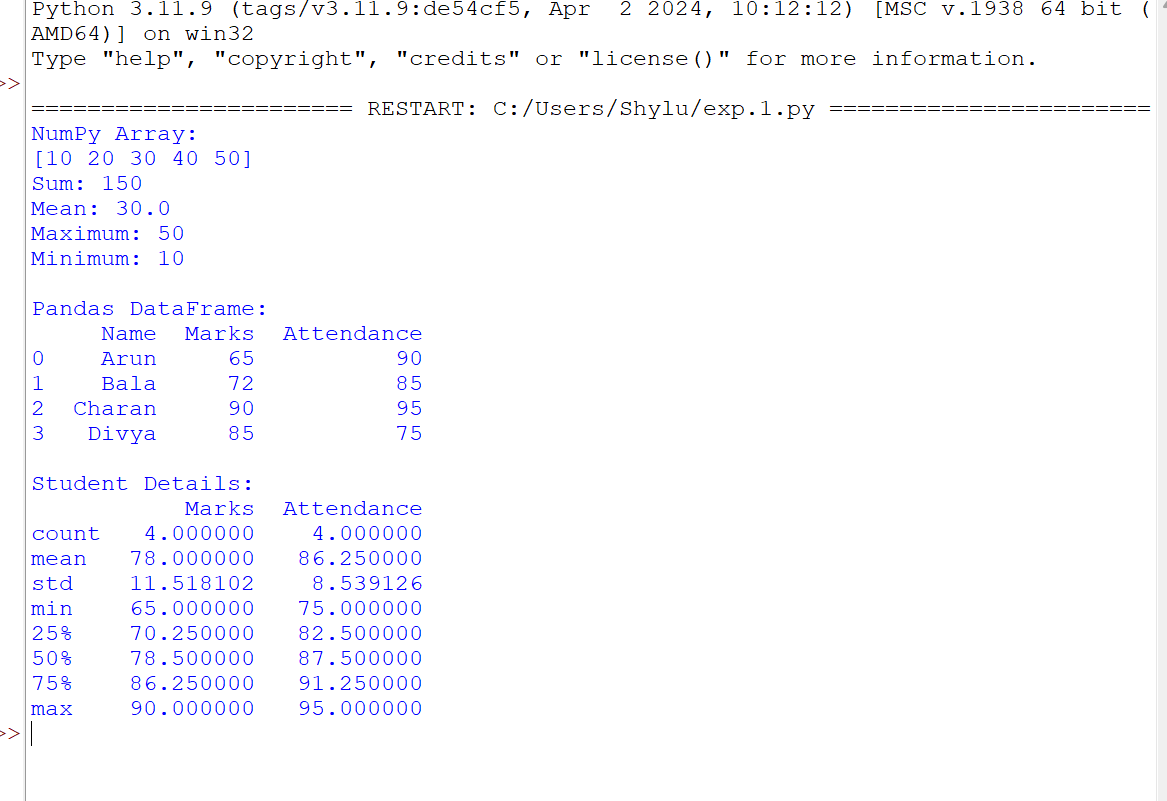 Python 3.11.9 (tags/v3.11.9:de54cf5, Apr  2 2024, 10:12:12) [MSC v.1938 64 bit (
AMD64)] on win32
Type "help", "copyright", "credits" or "license()" for more information.
>>
======================= RESTART: C:/Users/Shylu/exp.1.py =======================
NumPy Array:
[10 20 30 40 50]
Sum: 150
Mean: 30.0
Maximum: 50
Minimum: 10

Pandas DataFrame:
     Name  Marks  Attendance
0    Arun     65          90
1    Bala     72          85
2  Charan     90          95
3   Divya     85          75

Student Details:
           Marks  Attendance
count   4.000000    4.000000
mean   78.000000   86.250000
std    11.518102    8.539126
min    65.000000   75.000000
25%    70.250000   82.500000
50%    78.500000   87.500000
75%    86.250000   91.250000
max    90.000000   95.000000
>>